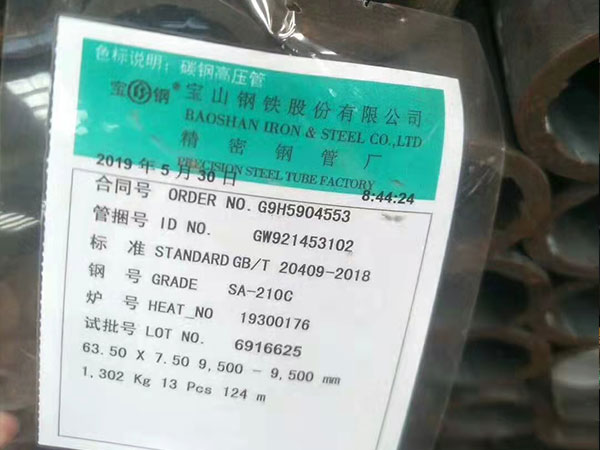 色标说明：碳钢高压管
宝钢® 宝山钢铁股份有限公司
BAOSHAN IRON & STEEL CO.,LTD
精密钢管厂
PRECISION STEEL TUBE FACTORY
2019 年 5 月 30 日 8:44:24
合同号 ORDER NO. G9H5904553
管捆号 ID NO. GW921453102
标 准 STANDARD GB/T 20409-2018
钢 号 GRADE SA-210C
炉 号 HEAT_NO 19300176
试批号 LOT NO. 6916625
63.50 X 7.50 9,500 - 9,500 mm
1.302 Kg 13 Pcs 124 m